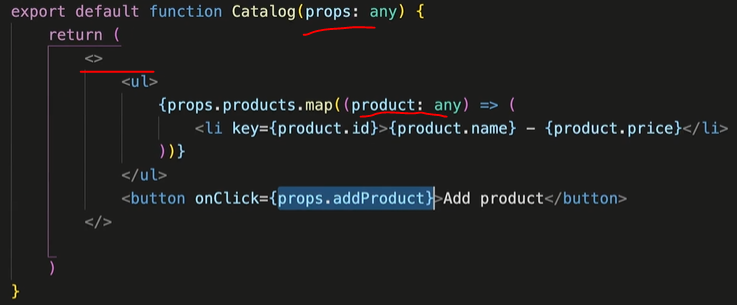 export default function Catalog(props: any) {
return (
<>
<ul>
{props.products.map((product: any) => (
<li key={product.id}>{product.name} - {product.price}</li>
))}
</ul>
<button onClick={props.addProduct}>Add product</button>
</>
)
}